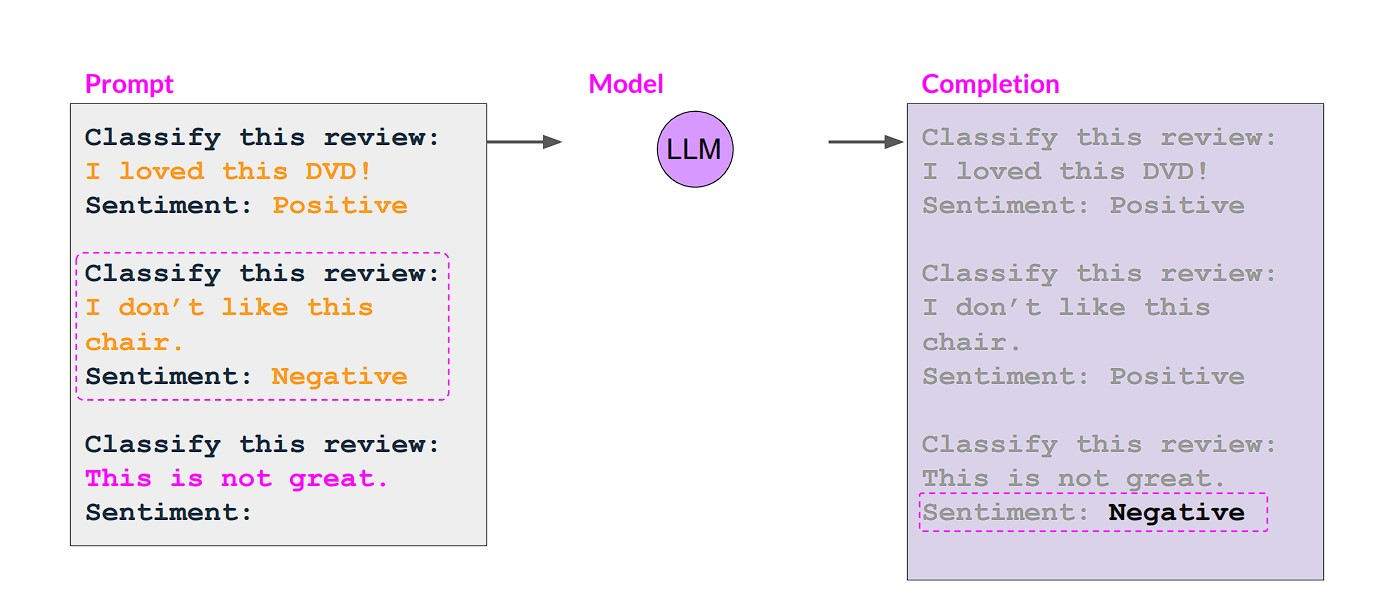 Prompt
Classify this review:
I loved this DVD!
Sentiment: Positive
Classify this review:
I don’t like this
chair.
Sentiment: Negative
Classify this review:
This is not great.
Sentiment:
Model
LLM
Completion
Classify this review:
I loved this DVD!
Sentiment: Positive
Classify this review:
I don’t like this
chair.
Sentiment: Positive
Classify this review:
This is not great.
Sentiment: Negative